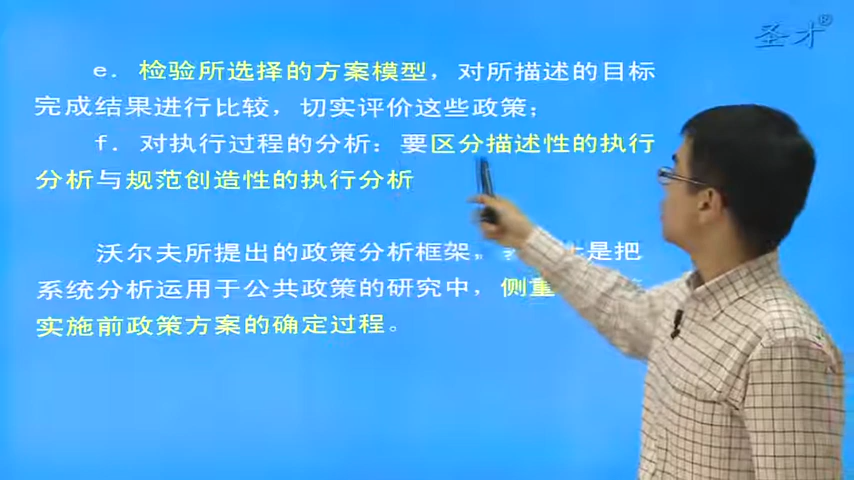 圣才®
e. 检验所选择的方案模型，对所描述的目标
完成结果进行比较，切实评价这些政策；
f. 对执行过程的分析：要区分描述性的执行
分析与规范创造性的执行分析
沃尔夫所提出的政策分析框架，是把
系统分析运用于公共政策的研究中，侧重
实施前政策方案的确定过程。